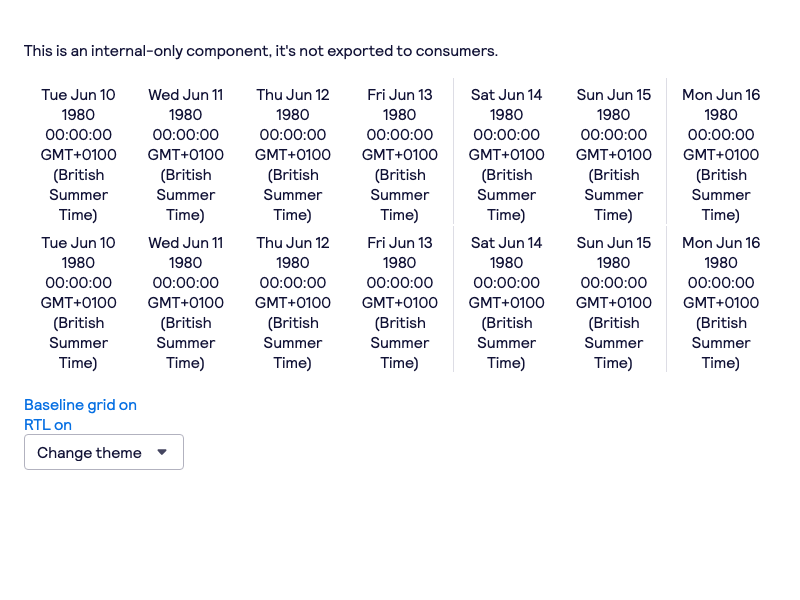 This is an internal-only component, it's not exported to consumers.
Tue Jun 10 Wed Jun 11 Thu Jun 12 Fri Jun 13 Sat Jun 14 Sun Jun 15 Mon Jun 16
1980 1980 1980 1980 1980 1980 1980
00:00:00 00:00:00 00:00:00 00:00:00 00:00:00 00:00:00 00:00:00
GMT+0100 GMT+0100 GMT+0100 GMT+0100 GMT+0100 GMT+0100 GMT+0100
(British (British (British (British (British (British (British
Summer Summer Summer Summer Summer Summer Summer
Time) Time) Time) Time) Time) Time) Time)
Tue Jun 10 Wed Jun 11 Thu Jun 12 Fri Jun 13 Sat Jun 14 Sun Jun 15 Mon Jun 16
1980 1980 1980 1980 1980 1980 1980
00:00:00 00:00:00 00:00:00 00:00:00 00:00:00 00:00:00 00:00:00
GMT+0100 GMT+0100 GMT+0100 GMT+0100 GMT+0100 GMT+0100 GMT+0100
(British (British (British (British (British (British (British
Summer Summer Summer Summer Summer Summer Summer
Time) Time) Time) Time) Time) Time) Time)
Baseline grid on
RTL on
Change theme